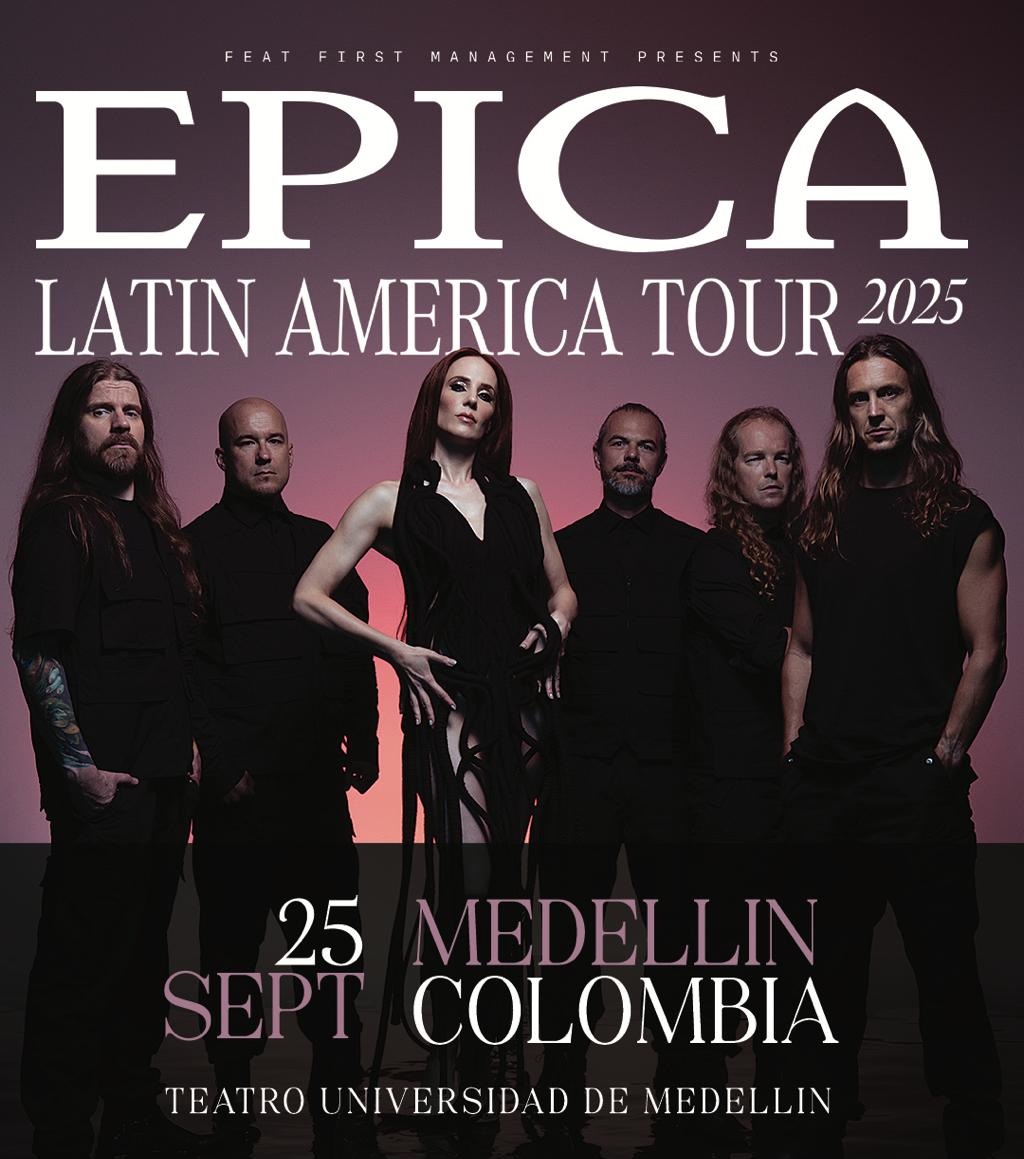 FEAT FIRST MANAGEMENT PRESENTS
EPICA
LATIN AMERICA TOUR 2025
25 SEPT
MEDELLIN
COLOMBIA
TEATRO UNIVERSIDAD DE MEDELLIN